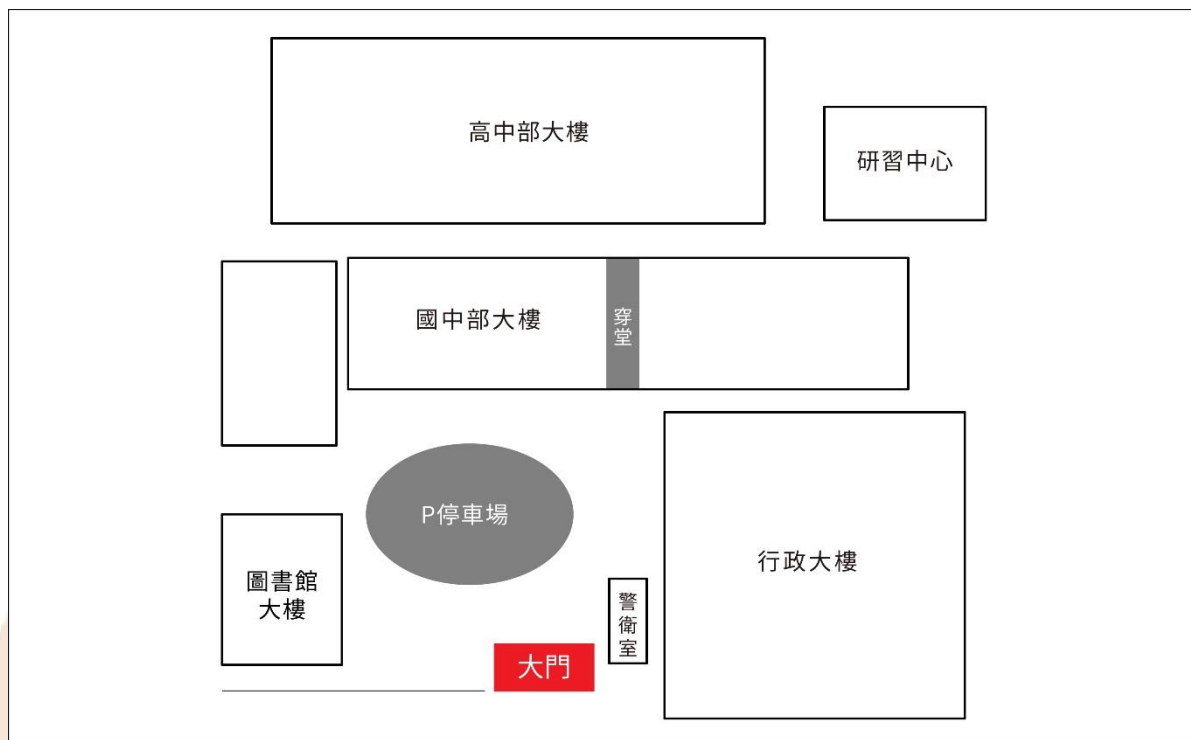 高中部大樓
研習中心
國中部大樓
穿堂
P停車場
圖書館
大樓
行政大樓
警衛室
大門